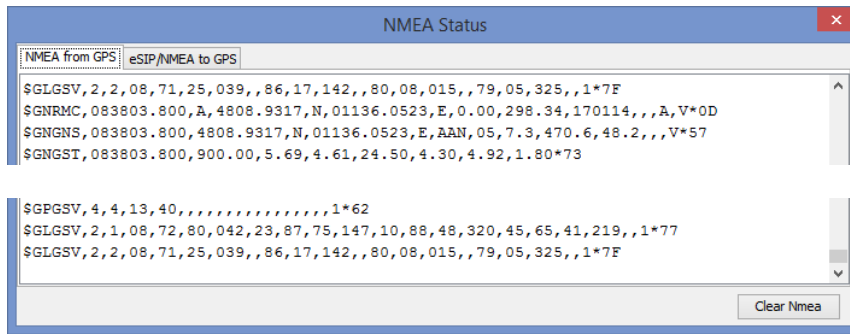 NMEA Status
NMEA from GPS eSIP/NMEA to GPS
$GLGSV,2,2,08,71,25,039,,86,17,142,,80,08,015,,79,05,325,,1*7F
$GNRMC,083803.800,A,4808.9317,N,01136.0523,E,0.00,298.34,170114,,,A,V*0D
$GNGNS,083803.800,4808.9317,N,01136.0523,E,AAN,05,7.3,470.6,48.2,,,V*57
$GNGST,083803.800,900.00,5.69,4.61,24.50,4.30,4.92,1.80*73
$GPGSV,4,4,13,40,,,,,,,,,,,,,,,,1*62
$GLGSV,2,1,08,72,80,042,23,87,75,147,10,88,48,320,45,65,41,219,,1*77
$GLGSV,2,2,08,71,25,039,,86,17,142,,80,08,015,,79,05,325,,1*7F
Clear Nmea